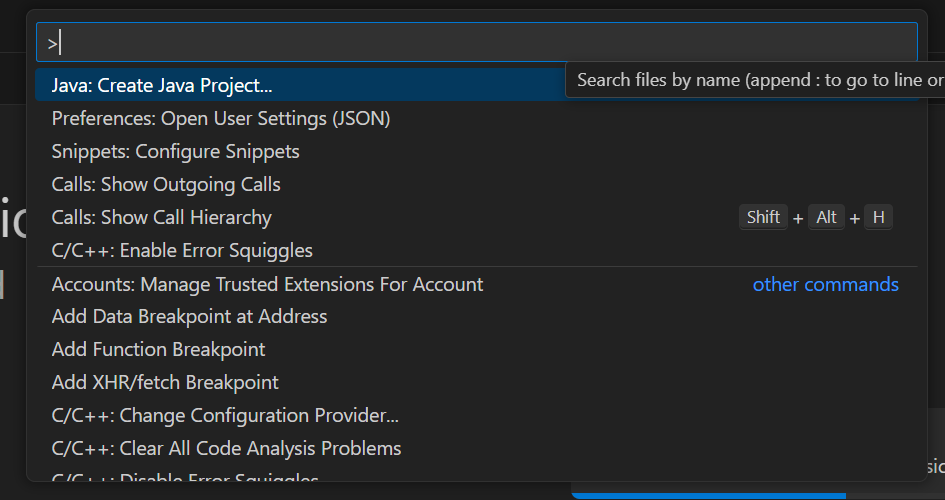 >
Java: Create Java Project...
Search files by name (append : to go to line or
Preferences: Open User Settings (JSON)
Snippets: Configure Snippets
Calls: Show Outgoing Calls
Calls: Show Call Hierarchy Shift + Alt + H
C/C++: Enable Error Squiggles
Accounts: Manage Trusted Extensions For Account other commands
Add Data Breakpoint at Address
Add Function Breakpoint
Add XHR/fetch Breakpoint
C/C++: Change Configuration Provider...
C/C++: Clear All Code Analysis Problems
C/C++: Disable Error Squiggles